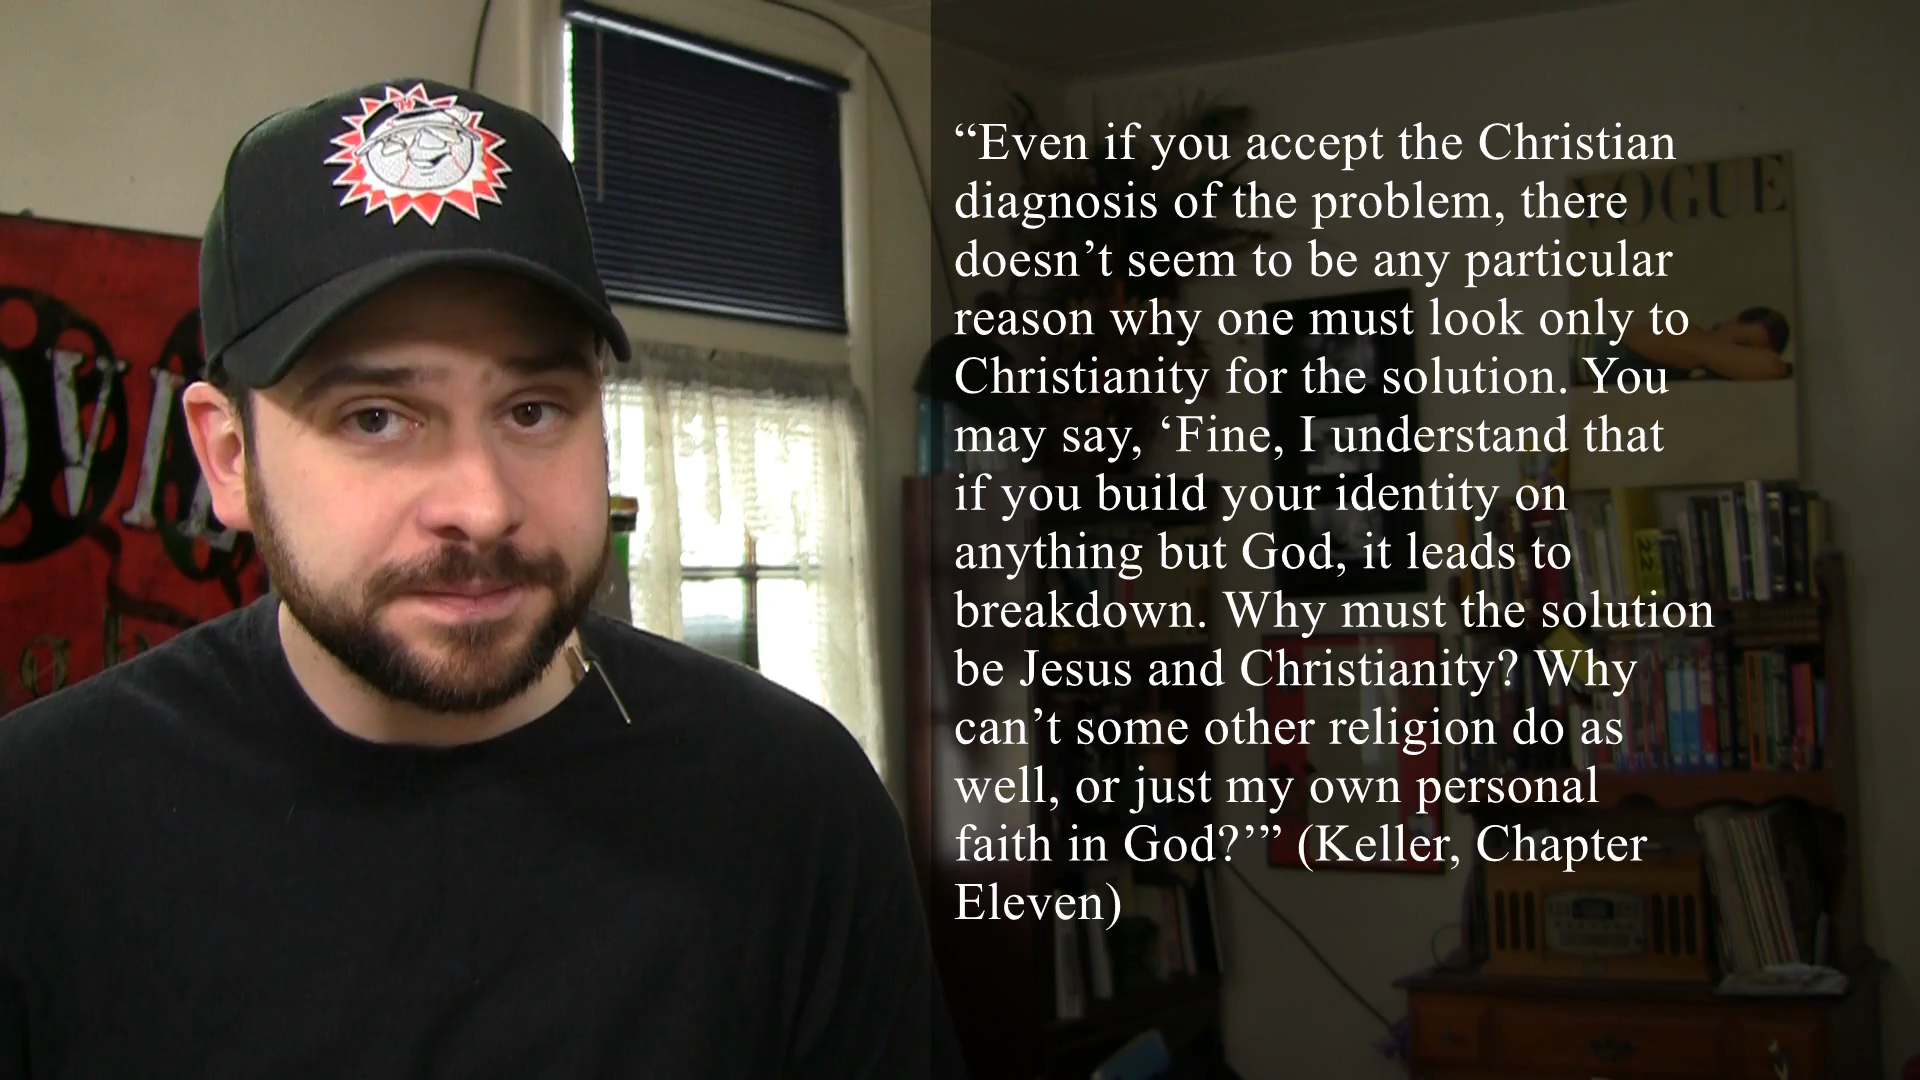 “Even if you accept the Christian
diagnosis of the problem, there
doesn’t seem to be any particular
reason why one must look only to
Christianity for the solution. You
may say, ‘Fine, I understand that
if you build your identity on
anything but God, it leads to
breakdown. Why must the solution
be Jesus and Christianity? Why
can’t some other religion do as
well, or just my own personal
faith in God?’” (Keller, Chapter
Eleven)
VOGUE